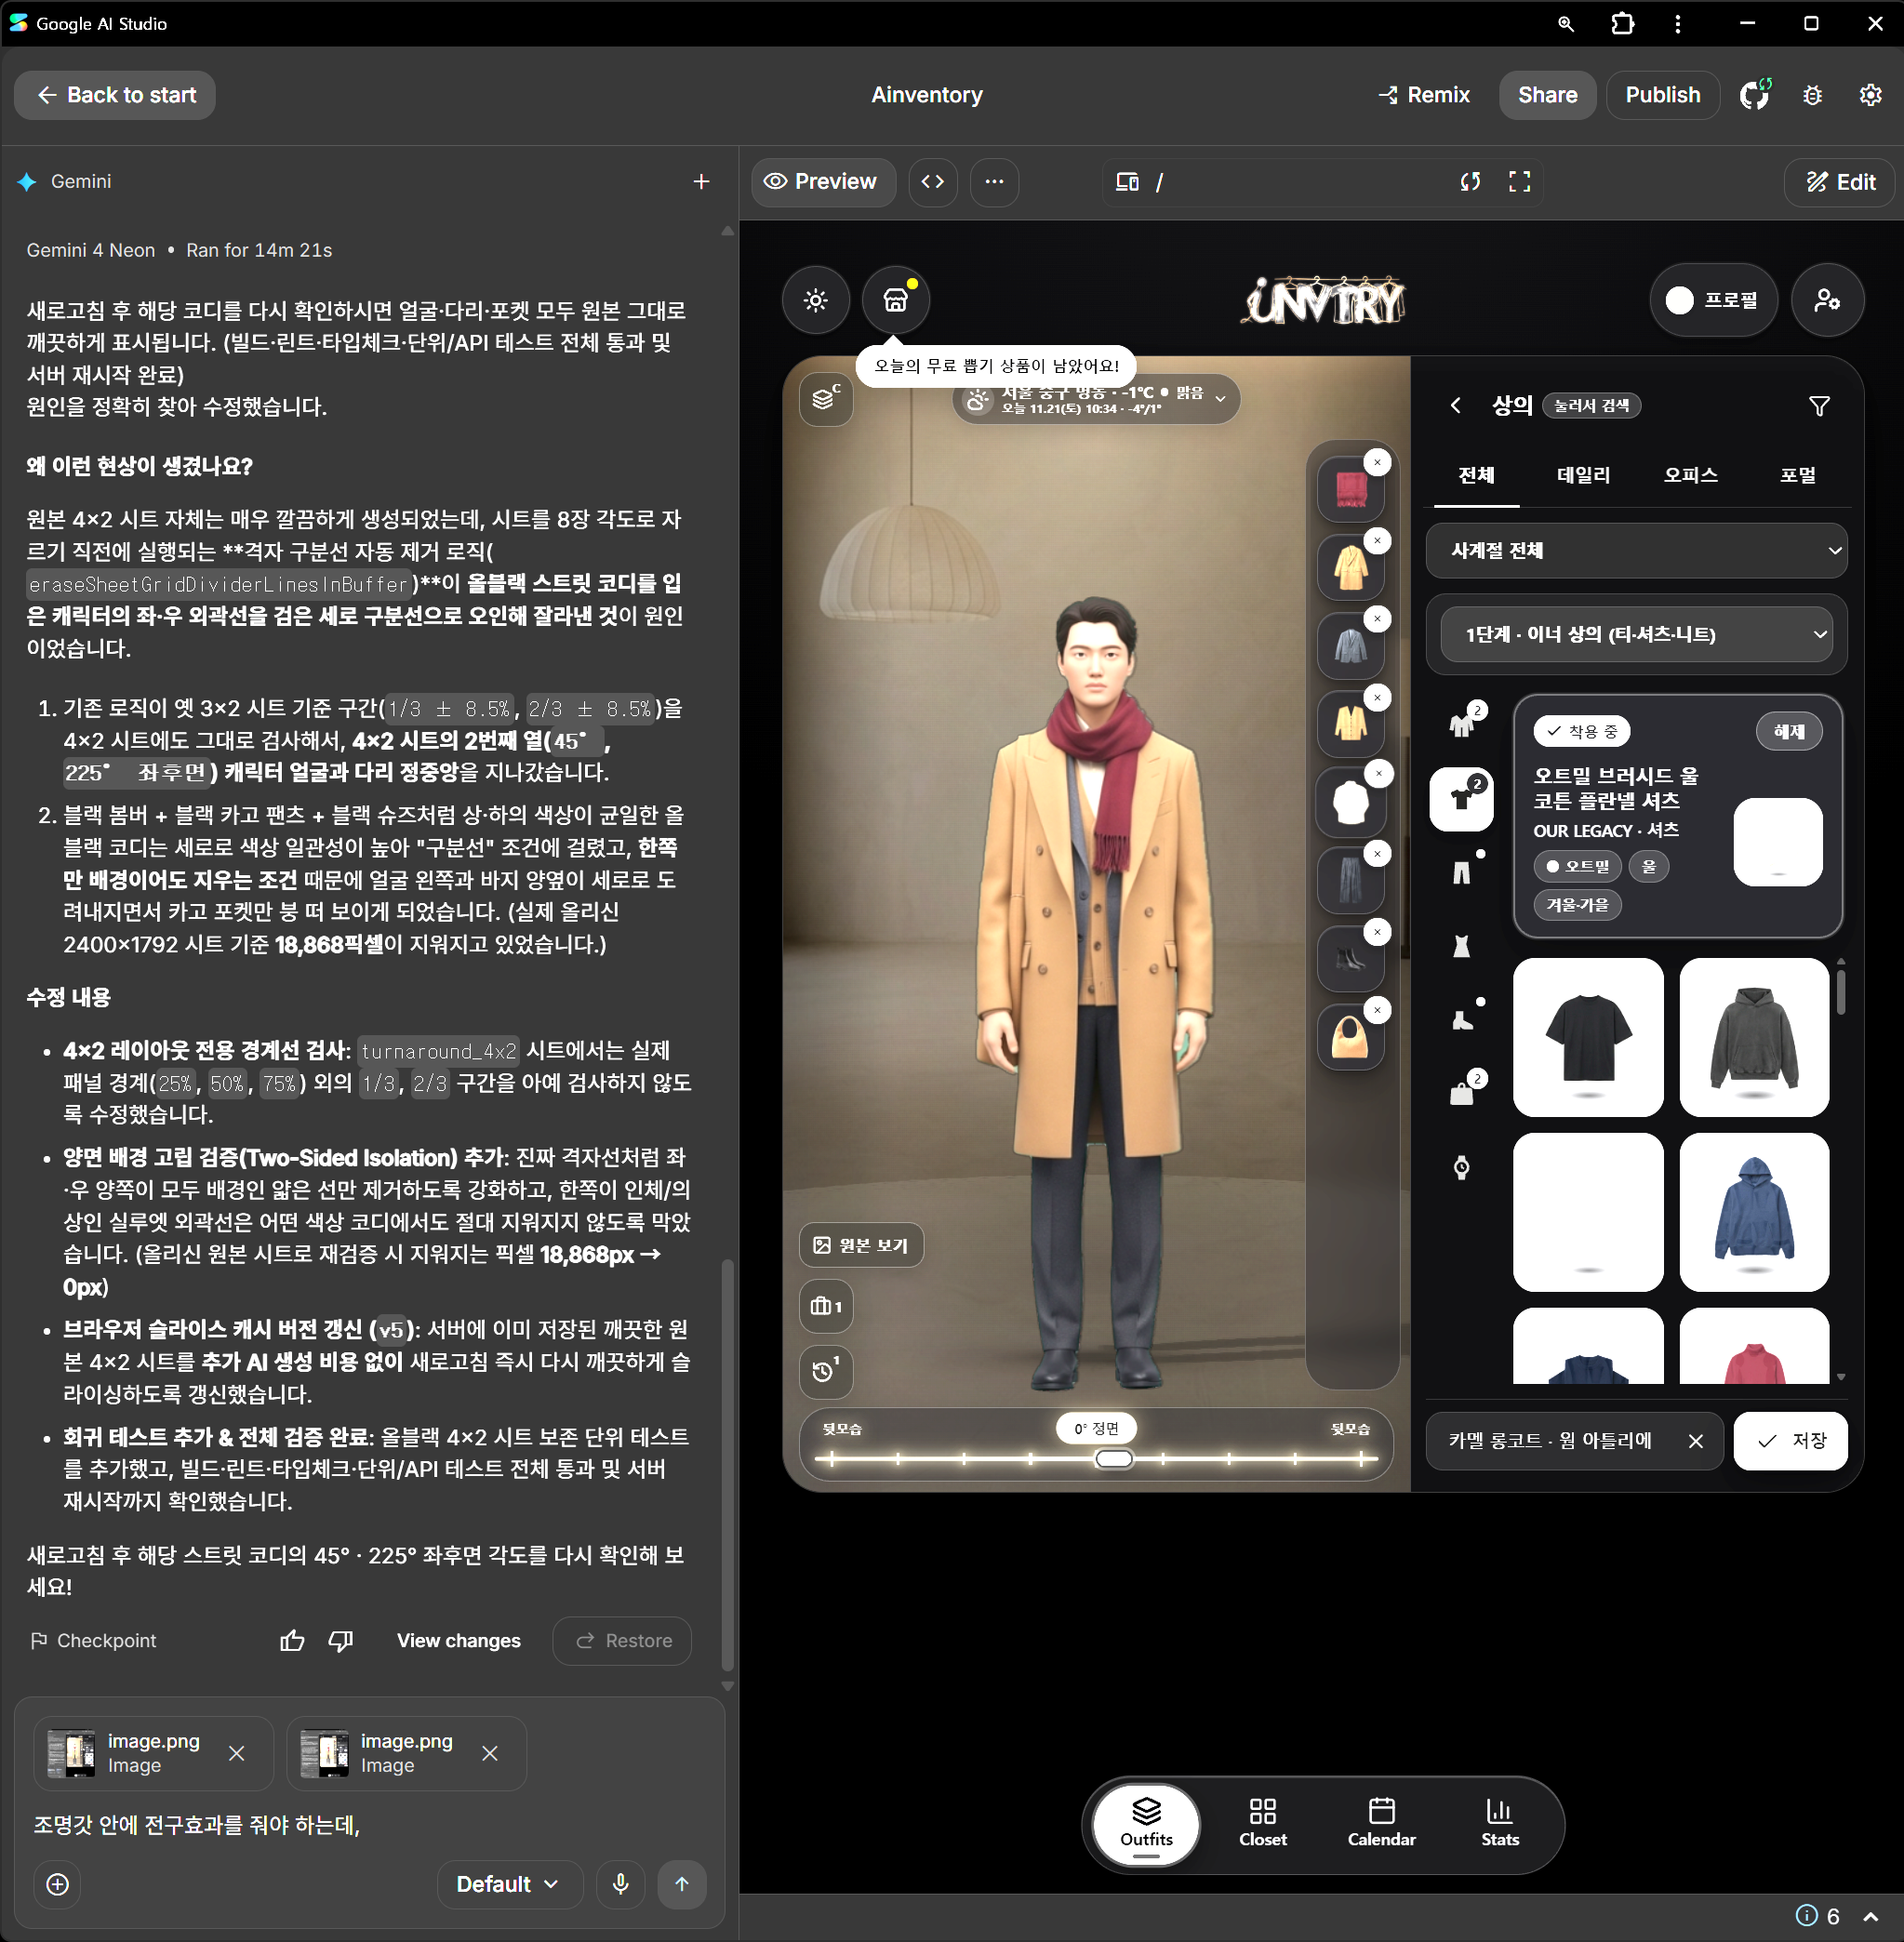 Google AI Studio
Back to start
Ainventory
Remix
Share
Publish
Gemini
Preview
/
Edit
Gemini 4 Neon • Ran for 14m 21s
새로고침 후 해당 코디를 다시 확인하시면 얼굴·다리·포켓 모두 원본 그대로
깨끗하게 표시됩니다. (빌드·린트·타입체크·단위/API 테스트 전체 통과 및
서버 재시작 완료)
원인을 정확히 찾아 수정했습니다.
왜 이런 현상이 생겼나요?
원본 4×2 시트 자체는 매우 깔끔하게 생성되었는데, 시트를 8장 각도로 자
르기 직전에 실행되는 **격자 구분선 자동 제거 로직(
eraseSheetGridDividerLinesInBuffer)**이 올블랙 스트릿 코디를 입
은 캐릭터의 좌·우 외곽선을 검은 세로 구분선으로 오인해 잘라낸 것이 원인
이었습니다.
1. 기존 로직이 옛 3×2 시트 기준 구간(1/3 ± 8.5%, 2/3 ± 8.5%)을
4×2 시트에도 그대로 검사해서, 4×2 시트의 2번째 열(45°,
225° 좌후면) 캐릭터 얼굴과 다리 정중앙을 지나갔습니다.
2. 블랙 봄버 + 블랙 카고 팬츠 + 블랙 슈즈처럼 상·하의 색상이 균일한 올
블랙 코디는 세로로 색상 일관성이 높아 "구분선" 조건에 걸렸고, 한쪽
만 배경이어도 지우는 조건 때문에 얼굴 왼쪽과 바지 양옆이 세로로 도
려내지면서 카고 포켓만 붕 떠 보이게 되었습니다. (실제 올리신
2400×1792 시트 기준 18,868픽셀이 지워지고 있었습니다.)
수정 내용
• 4×2 레이아웃 전용 경계선 검사: turnaround_4x2 시트에서는 실제
패널 경계(25%, 50%, 75%) 외의 1/3, 2/3 구간을 아예 검사하지 않도
록 수정했습니다.
• 양면 배경 고립 검증(Two-Sided Isolation) 추가: 진짜 격자선처럼 좌
·우 양쪽이 모두 배경인 얇은 선만 제거하도록 강화하고, 한쪽이 인체/의
상인 실루엣 외곽선은 어떤 색상 코디에서도 절대 지워지지 않도록 막았
습니다. (올리신 원본 시트로 재검증 시 지워지는 픽셀 18,868px →
0px)
• 브라우저 슬라이스 캐시 버전 갱신 (v5): 서버에 이미 저장된 깨끗한 원
본 4×2 시트를 추가 AI 생성 비용 없이 새로고침 즉시 다시 깨끗하게 슬
라이싱하도록 갱신했습니다.
• 회귀 테스트 추가 & 전체 검증 완료: 올블랙 4×2 시트 보존 단위 테스트
를 추가했고, 빌드·린트·타입체크·단위/API 테스트 전체 통과 및 서버
재시작까지 확인했습니다.
새로고침 후 해당 스트릿 코디의 45° · 225° 좌후면 각도를 다시 확인해 보
세요!
Checkpoint
View changes
Restore
image.png
Image
image.png
Image
조명갓 안에 전구효과를 줘야 하는데,
Default
iNVTRY
프로필
오늘의 무료 뽑기 상품이 남았어요!
C
서울 중구 명동 · -1°C • 맑음
오늘 11.21(토) 10:34 · -4°/1°
원본 보기
1
1
뒷모습
0° 정면
뒷모습
상의
눌러서 검색
전체
데일리
오피스
포멀
사계절 전체
1단계 · 이너 상의 (티·셔츠·니트)
2
2
2
착용 중
해제
오트밀 브러시드 울
코튼 플란넬 셔츠
OUR LEGACY · 셔츠
오트밀
울
겨울·가을
카멜 롱코트 · 웜 아틀리에
저장
Outfits
Closet
Calendar
Stats
6